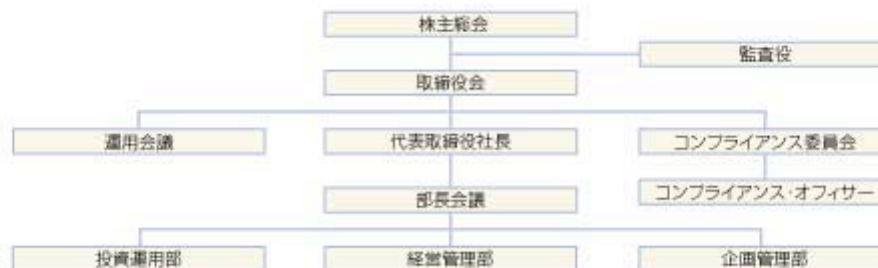 株主総会
監査役
取締役会
運用会議
代表取締役社長
コンプライアンス委員会
部長会議
コンプライアンス・オフィサー
投資運用部
経営管理部
企画管理部